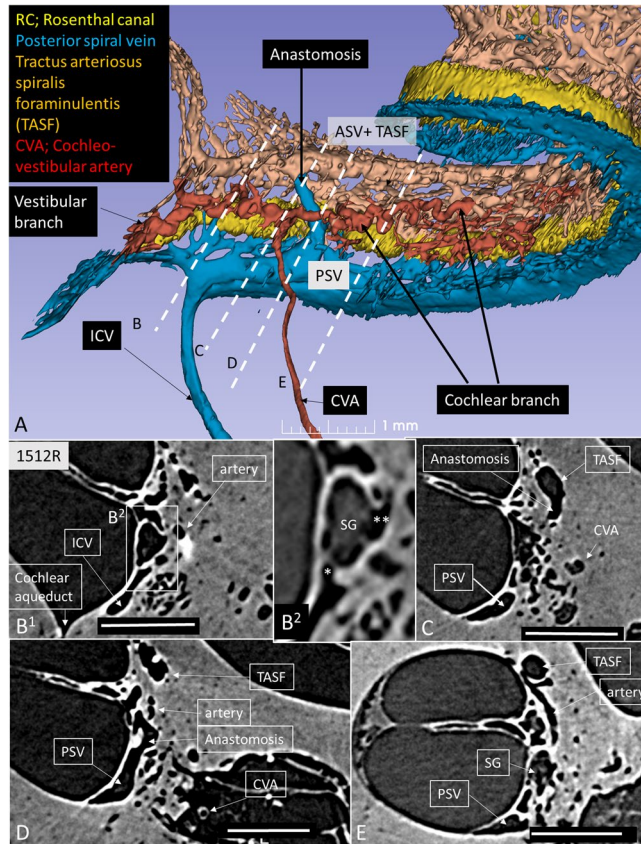 RC; Rosenthal canal
Posterior spiral vein
Tractus arteriosus
spiralis
foraminulentis
(TASF)
CVA; Cochleo-
vestibular artery
Anastomosis
ASV+ TASF
Vestibular
branch
PSV
B
C
D
E
ICV
CVA
Cochlear branch
1 mm
A
1512R
artery
B2
ICV
Cochlear
aqueduct
B1
SG
**
*
B2
Anastomosis
TASF
CVA
PSV
C
TASF
artery
Anastomosis
PSV
CVA
D
TASF
artery
SG
PSV
E